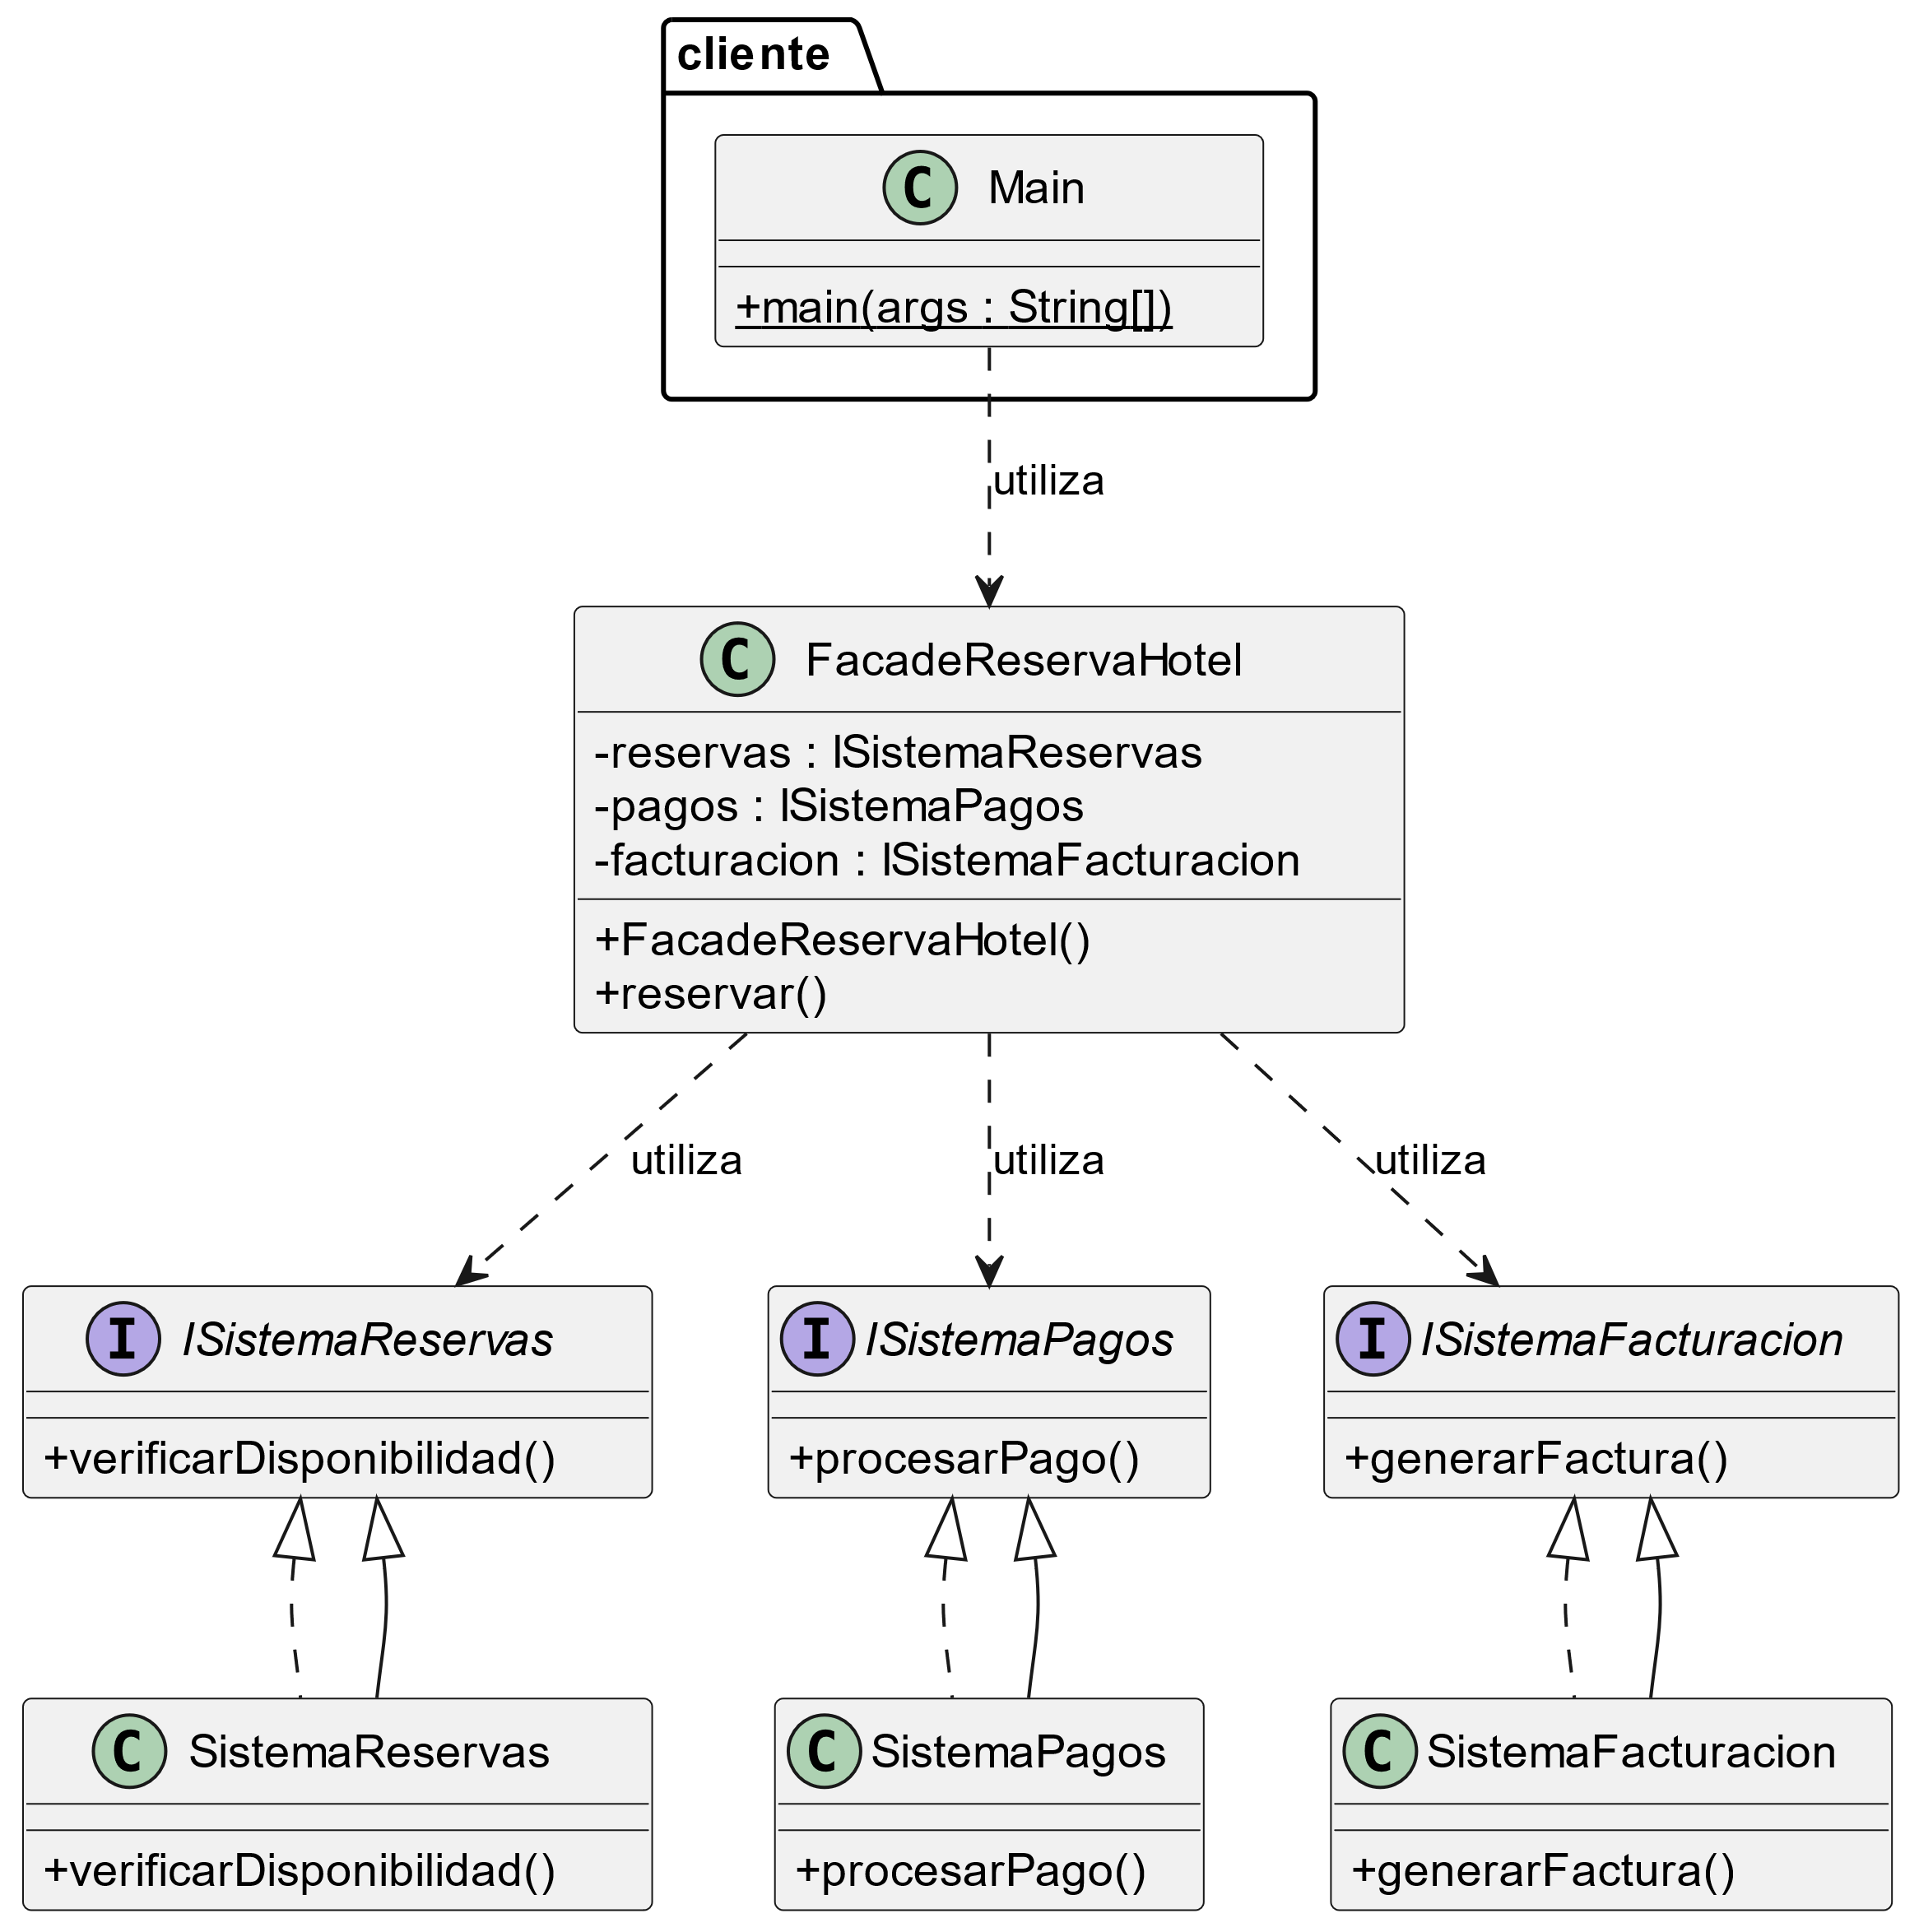 cliente
C Main
+main(args : String[])
utiliza
C FacadeReservaHotel
-reservas : ISistemaReservas
-pagos : ISistemaPagos
-facturacion : ISistemaFacturacion
+FacadeReservaHotel()
+reservar()
utiliza
utiliza
utiliza
I ISistemaReservas
+verificarDisponibilidad()
I ISistemaPagos
+procesarPago()
I ISistemaFacturacion
+generarFactura()
C SistemaReservas
+verificarDisponibilidad()
C SistemaPagos
+procesarPago()
C SistemaFacturacion
+generarFactura()